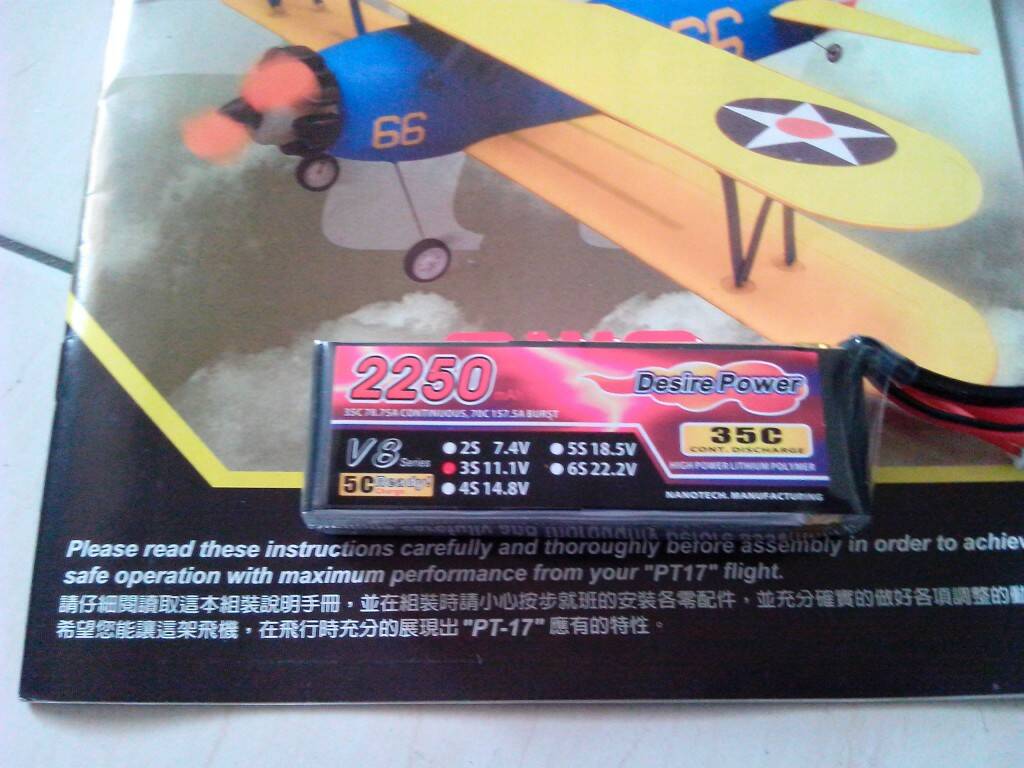 66
66
2250 mAh
Desire Power
35C 78.75A CONTINUOUS, 70C 157.5A BURST
35C
CONT. DISCHARGE
V8 Series
2S 7.4V
5S 18.5V
3S 11.1V
6S 22.2V
HIGH POWER LITHIUM POLYMER
5C Ready!
Charge
4S 14.8V
NANOTECH. MANUFACTURING
Please read these instructions carefully and thoroughly before assembly in order to
safe operation with maximum performance from your "PT17" flight.
請仔細閱讀取這本組裝說明手冊，並在組裝時請小心按步就班的安裝各零配件，並充分確實的做好各項調整的
希望您能讓這架飛機，在飛行時充分的展現出"PT-17" 應有的特性。